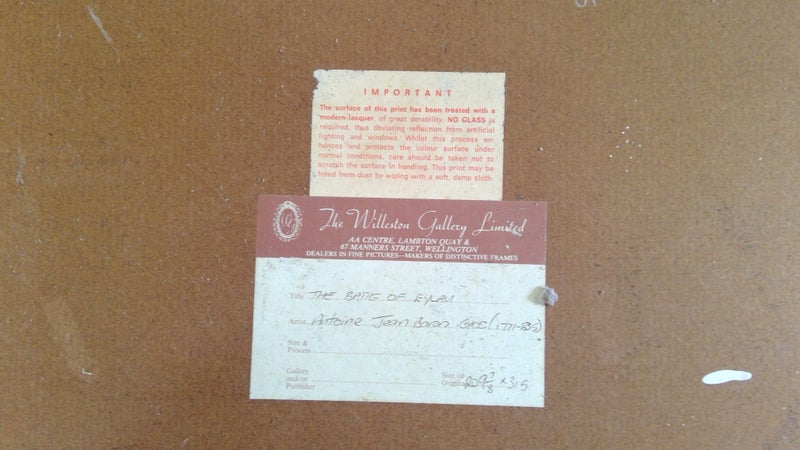 IMPORTANT
The surface of this print has been treated with a
modern lacquer, of great durability. NO GLASS is
required, thus obviating reflection from artificial
lighting and windows. Whilst this process en-
hences and protects the colour surface under
normal conditions, care should be taken not to
scratch the surface in handling. This print may be
freed from dust by wiping with a soft, damp cloth.
The Willeston Gallery Limited
AA CENTRE, LAMBTON QUAY &
67 MANNERS STREET, WELLINGTON
DEALERS IN FINE PICTURES—MAKERS OF DISTINCTIVE FRAMES
Title THE OF EYLAU
Artist Antoine Jean Baron
Size &
Process
Gallery
and/or
Publisher
Size of
Original x 315